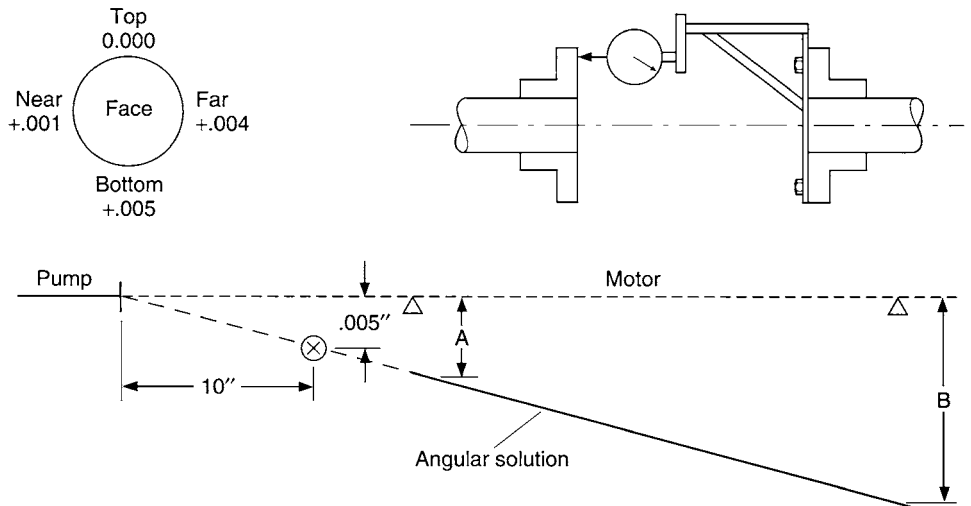 Top
0.000
Near
+.001
Face
Far
+.004
Bottom
+.005
Pump
Motor
.005″
A
10″
B
Angular solution